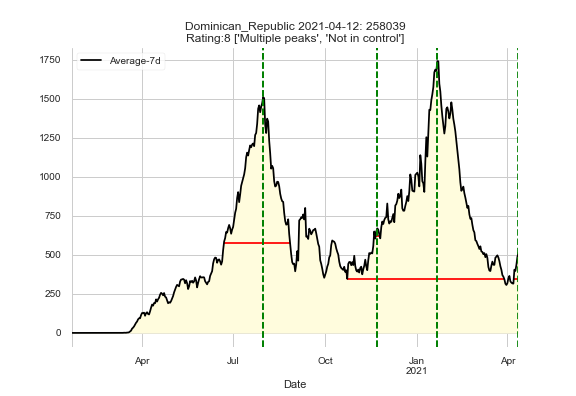 Dominican_Republic 2021-04-12: 258039
Rating:8 ['Multiple peaks', 'Not in control']
Average-7d
1750
1500
1250
1000
750
500
250
0
Apr
Jul
Oct
Jan
2021
Apr
Date